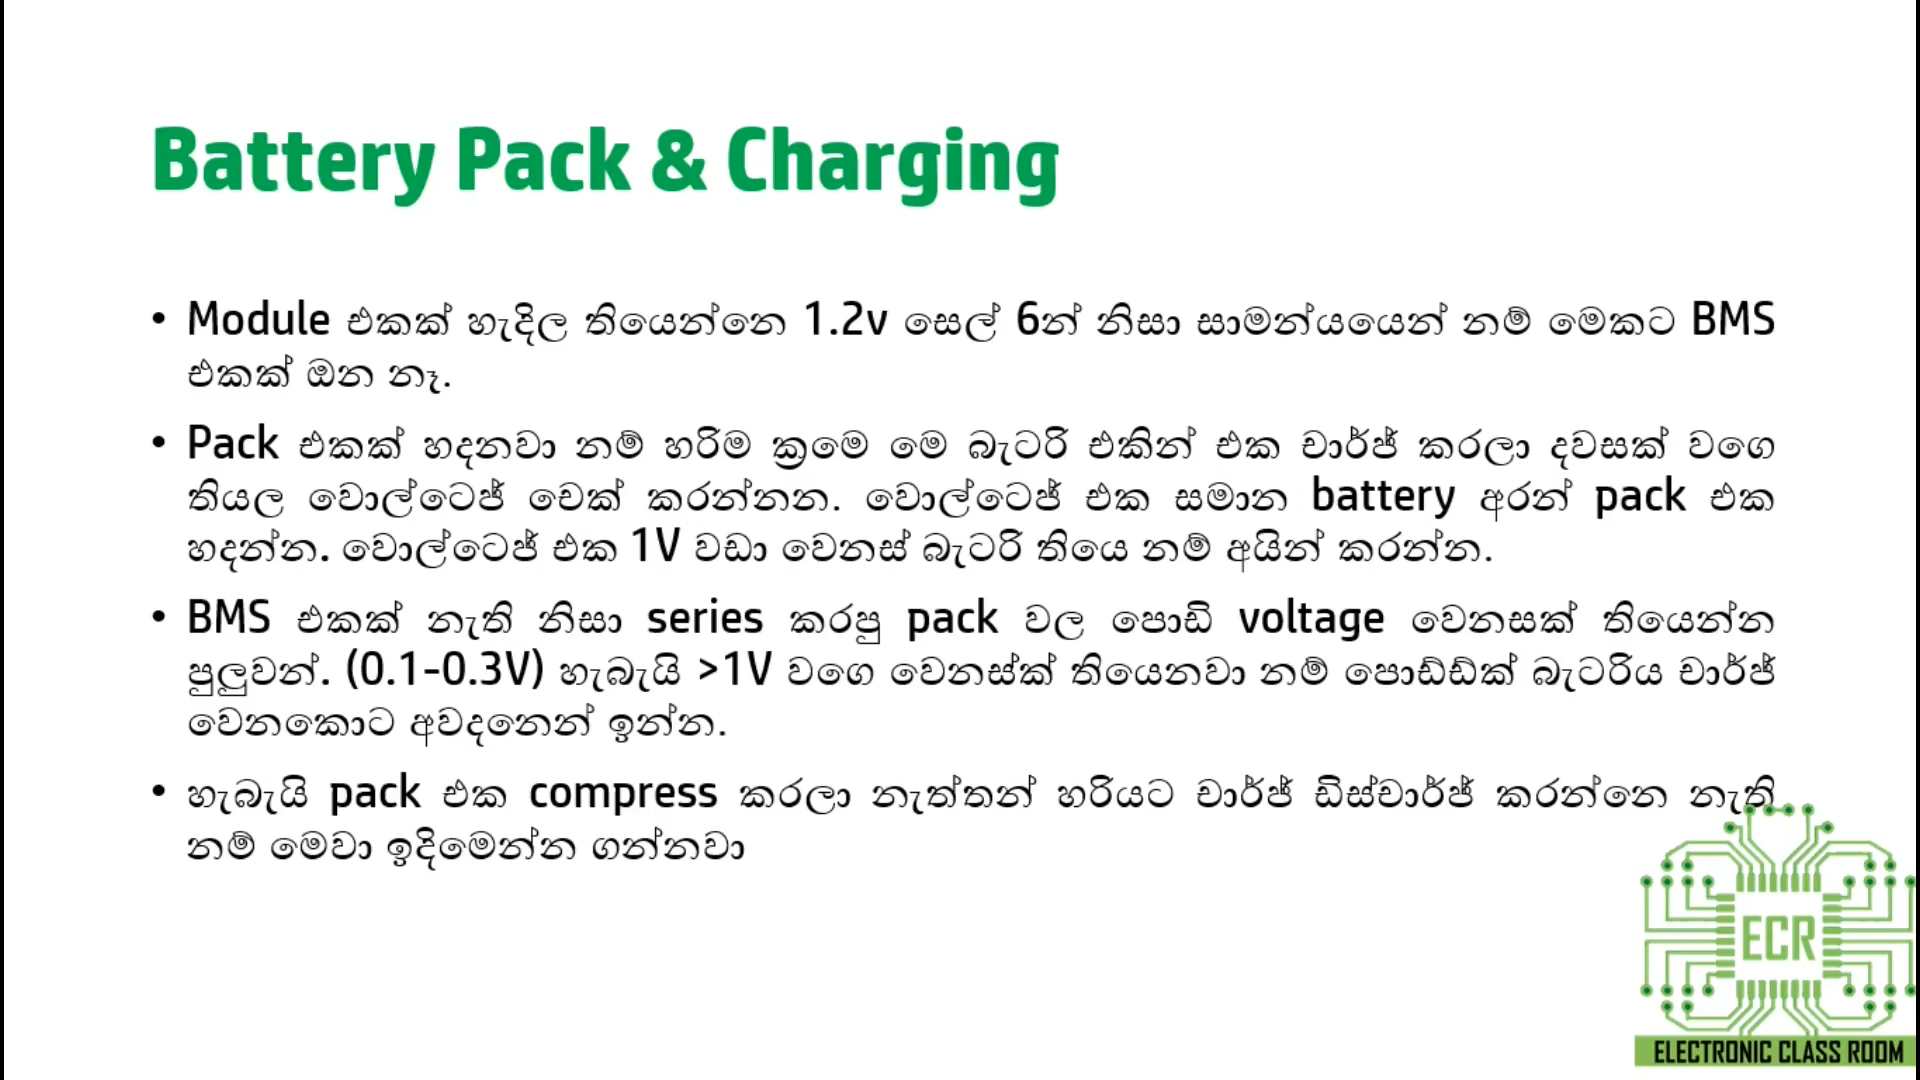 Battery Pack & Charging
• Module එකක් හැදිල තියෙන්නෙ 1.2v සෙල් 6න් නිසා සාමන්යයෙන් නම් මෙකට BMS
එකක් ඔන නෑ.
• Pack එකක් හදනවා නම් හරිම ක්‍රමෙ මෙ බැටරි එකින් එක චාර්ජ් කරලා දවසක් වගෙ
තියල වොල්ටෙජ් චෙක් කරන්නන. වොල්ටෙජ් එක සමාන battery අරන් pack එක
හදන්න. වොල්ටෙජ් එක 1V වඩා වෙනස් බැටරි තියෙ නම් අයින් කරන්න.
• BMS එකක් නැති නිසා series කරපු pack වල පොඩි voltage වෙනසක් තියෙන්න
පුලුවන්. (0.1-0.3V) හැබැයි >1V වගෙ වෙනස්ක් තියෙනවා නම් පොඩ්ඩ්ක් බැටරිය චාර්ජ්
වෙනකොට අවදනෙන් ඉන්න.
• හැබැයි pack එක compress කරලා නැත්තන් හරියට චාර්ජ් ඩිස්චාර්ජ් කරන්නෙ නැති
නම් මෙවා ඉදිමෙන්න ගන්නවා
ECR
ELECTRONIC CLASS ROOM